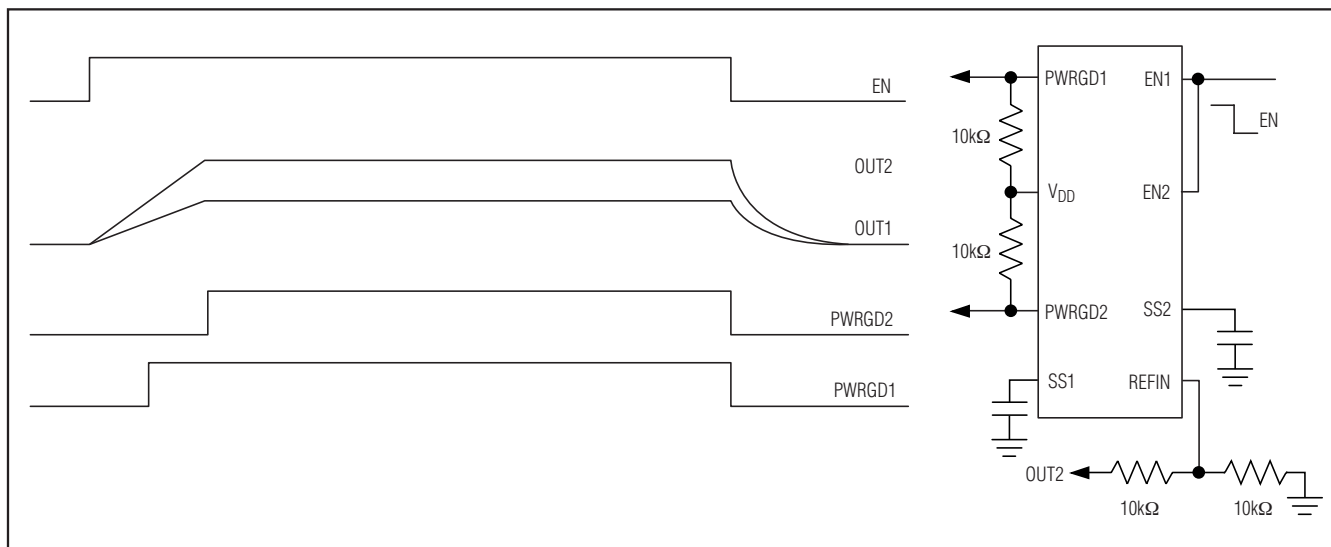 EN
OUT2
OUT1
PWRGD2
PWRGD1
PWRGD1
EN1
10kΩ
EN
VDD
EN2
10kΩ
PWRGD2
SS2
SS1
REFIN
OUT2
10kΩ
10kΩ